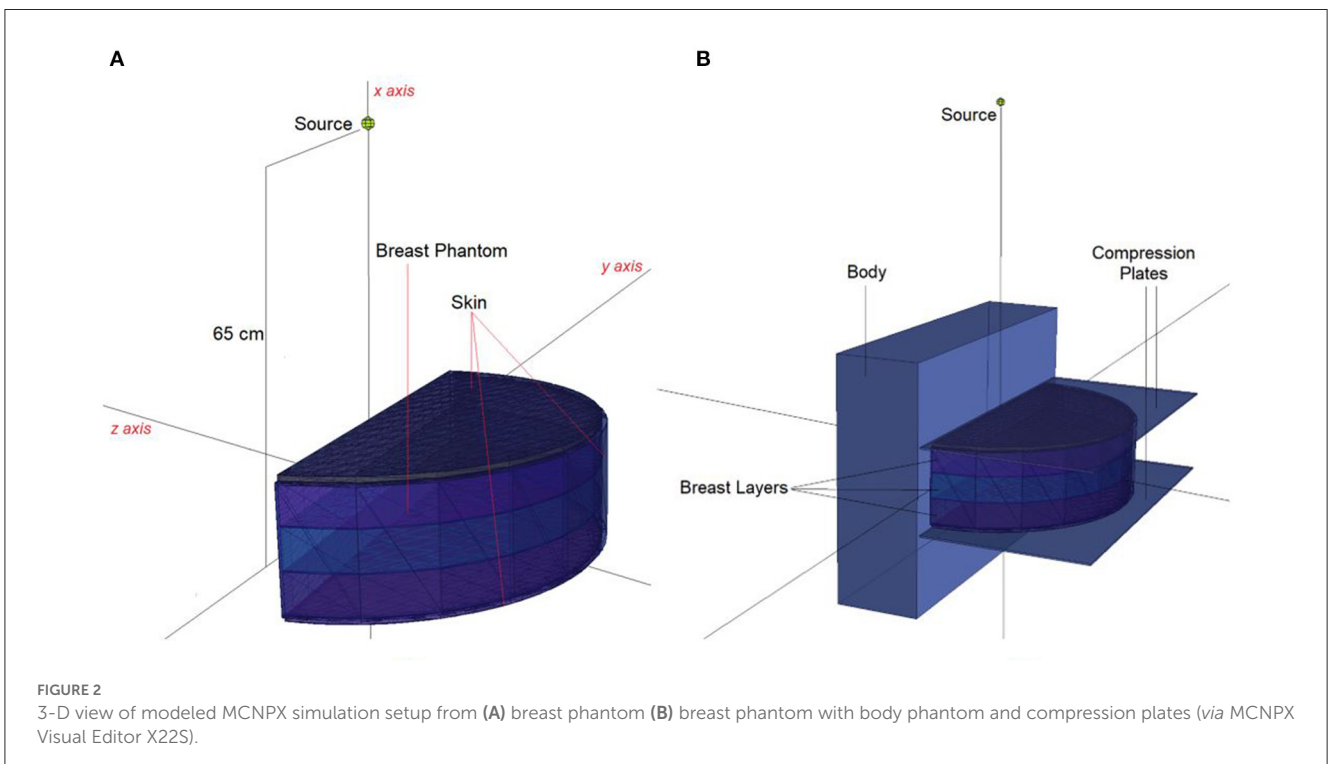 A
x axis
Source
Breast Phantom
y axis
Skin
65 cm
z axis
B
Source
Compression
Plates
Body
Breast Layers
FIGURE 2
3-D view of modeled MCNPX simulation setup from (A) breast phantom (B) breast phantom with body phantom and compression plates (via MCNPX
Visual Editor X22S).